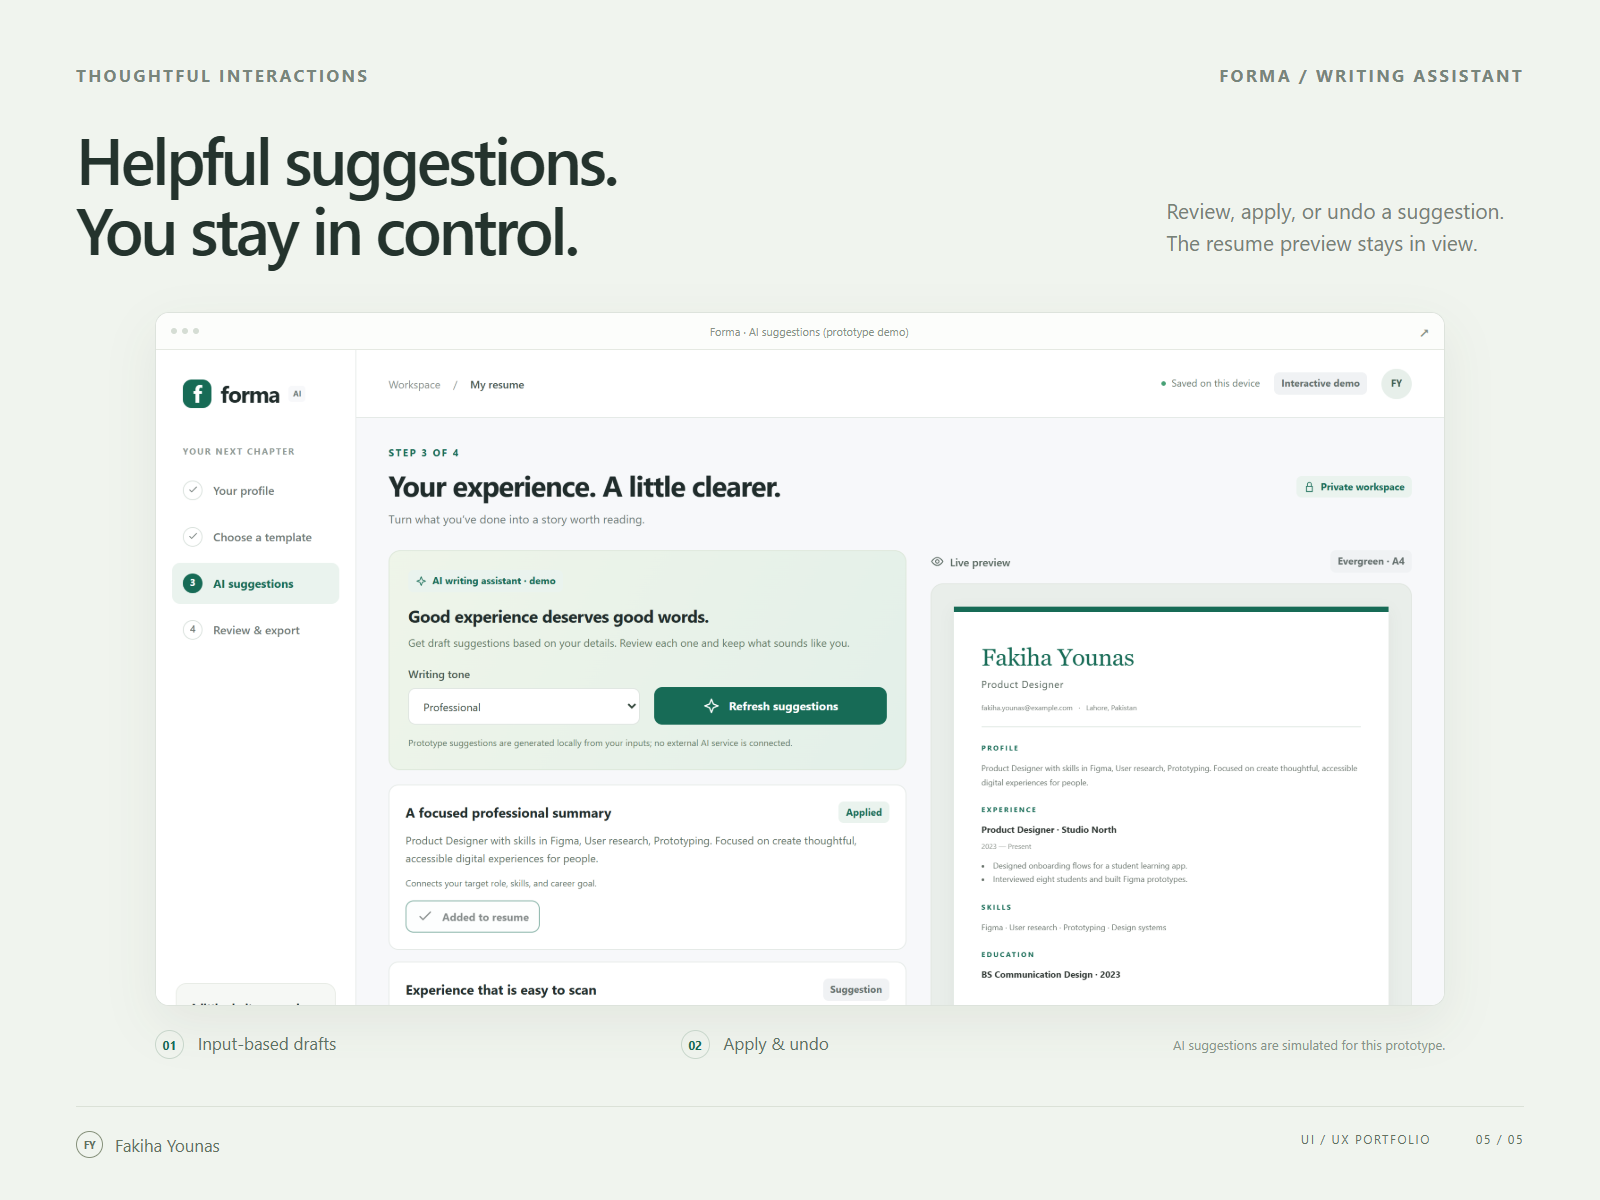 THOUGHTFUL INTERACTIONS
FORMA / WRITING ASSISTANT
Helpful suggestions.
You stay in control.
Review, apply, or undo a suggestion.
The resume preview stays in view.
Forma · AI suggestions (prototype demo)
f forma AI
YOUR NEXT CHAPTER
Your profile
Choose a template
3 AI suggestions
4 Review & export
Workspace / My resume
Saved on this device
Interactive demo
FY
STEP 3 OF 4
Your experience. A little clearer.
Turn what you've done into a story worth reading.
Private workspace
AI writing assistant · demo
Good experience deserves good words.
Get draft suggestions based on your details. Review each one and keep what sounds like you.
Writing tone
Professional
Refresh suggestions
Prototype suggestions are generated locally from your inputs; no external AI service is connected.
A focused professional summary
Applied
Product Designer with skills in Figma, User research, Prototyping. Focused on create thoughtful,
accessible digital experiences for people.
Connects your target role, skills, and career goal.
Added to resume
Experience that is easy to scan
Suggestion
Live preview
Evergreen · A4
Fakiha Younas
Product Designer
fakiha.younas@example.com · Lahore, Pakistan
PROFILE
Product Designer with skills in Figma, User research, Prototyping. Focused on create thoughtful, accessible
digital experiences for people.
EXPERIENCE
Product Designer · Studio North
2023 — Present
• Designed onboarding flows for a student learning app.
• Interviewed eight students and built Figma prototypes.
SKILLS
Figma · User research · Prototyping · Design systems
EDUCATION
BS Communication Design · 2023
01 Input-based drafts
02 Apply & undo
AI suggestions are simulated for this prototype.
FY Fakiha Younas
UI / UX PORTFOLIO
05 / 05